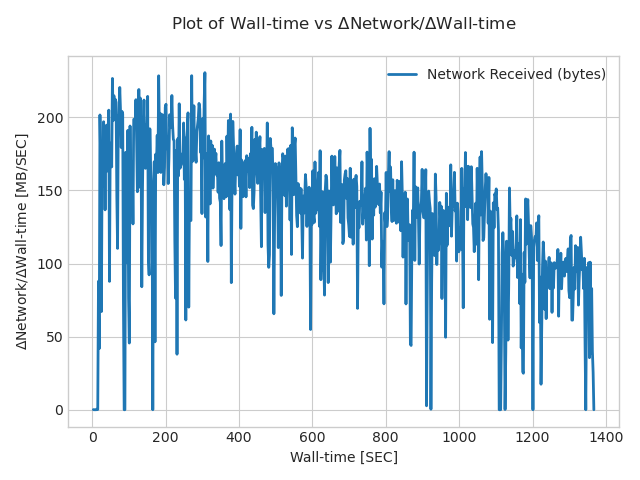 Plot of Wall-time vs ΔNetwork/ΔWall-time
Network Received (bytes)
ΔNetwork/ΔWall-time [MB/SEC]
200
150
100
50
0
0 200 400 600 800 1000 1200 1400
Wall-time [SEC]